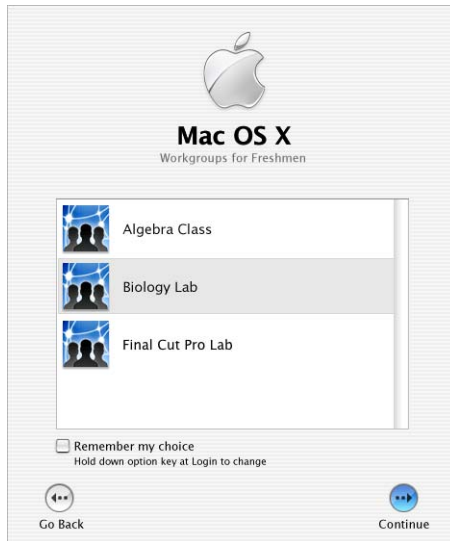 Mac OS X
Workgroups for Freshmen
Algebra Class
Biology Lab
Final Cut Pro Lab
Remember my choice
Hold down option key at Login to change
Go Back
Continue